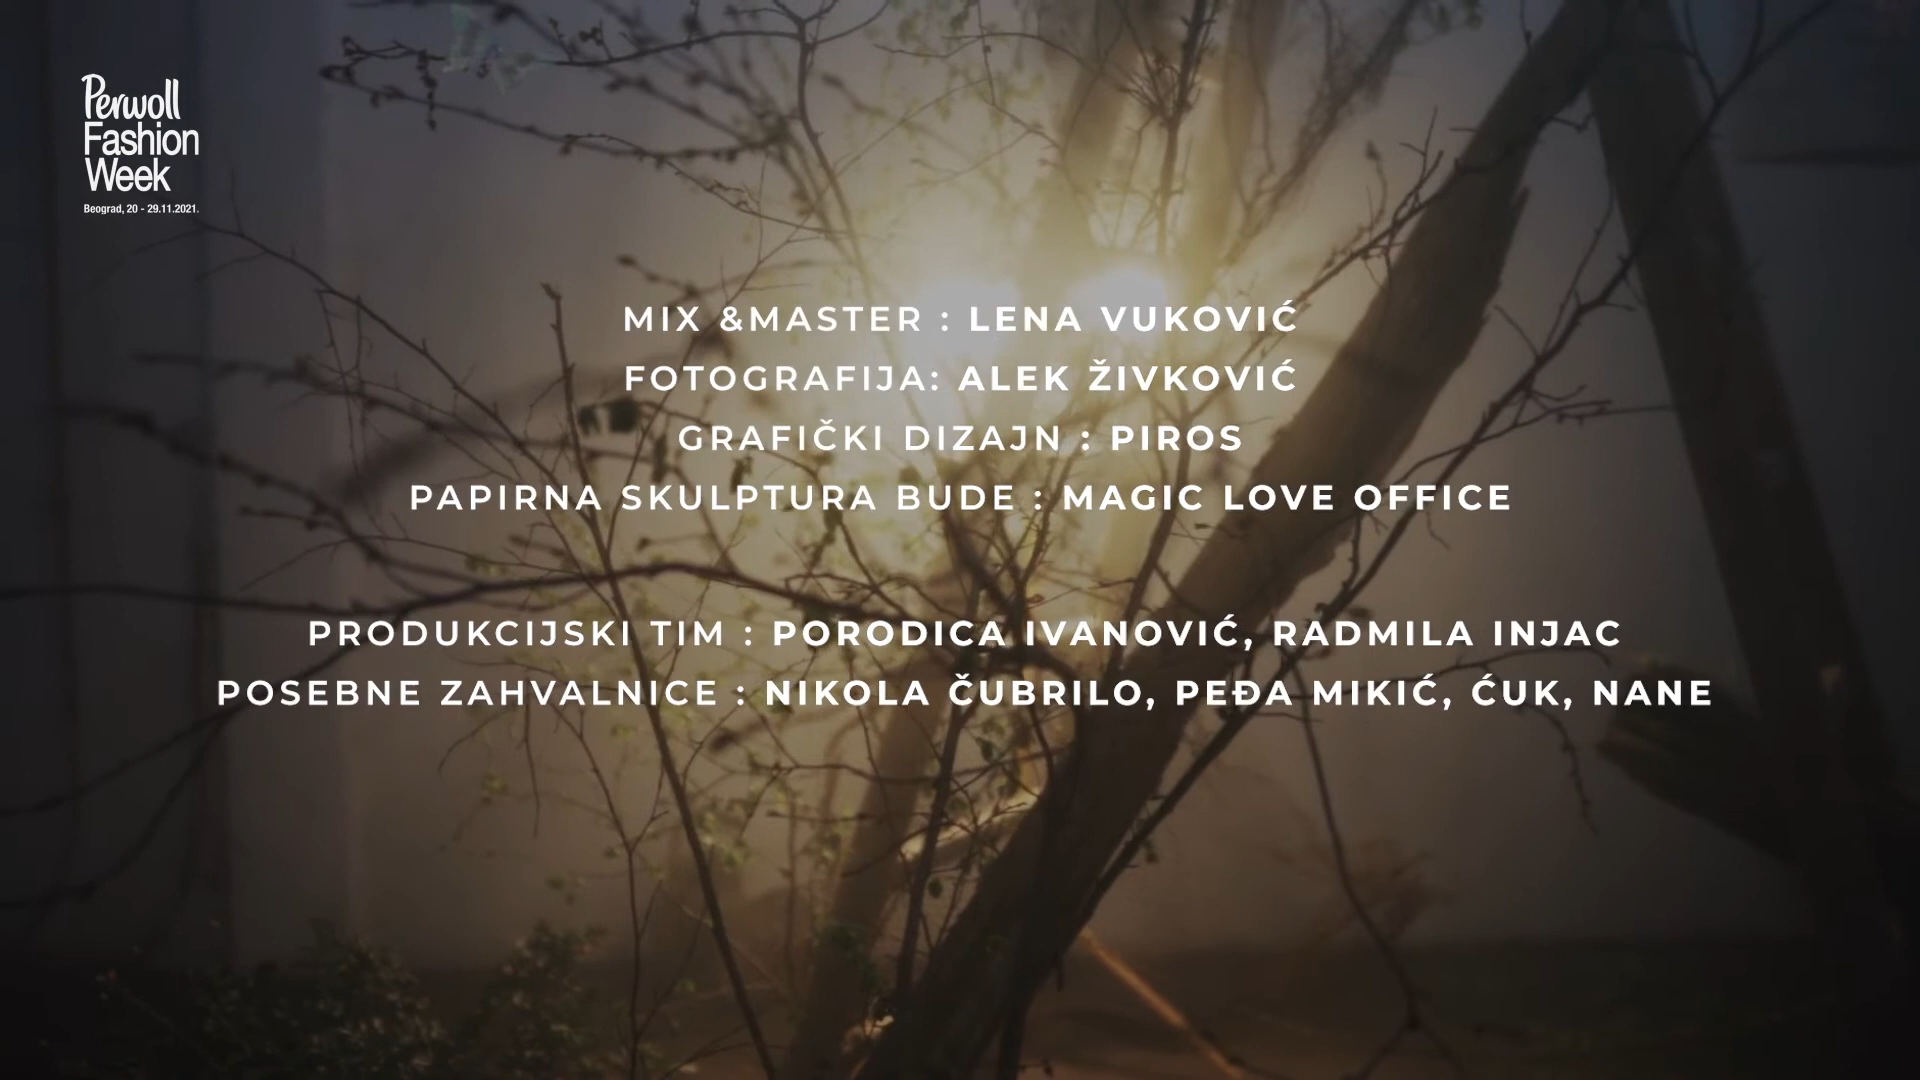 Perwoll
Fashion
Week
Beograd, 20 - 29.11.2021.
MIX &MASTER : LENA VUKOVIĆ
FOTOGRAFIJA: ALEK ŽIVKOVIĆ
GRAFIČKI DIZAJN : PIROS
PAPIRNA SKULPTURA BUDE : MAGIC LOVE OFFICE
PRODUKCIJSKI TIM : PORODICA IVANOVIĆ, RADMILA INJAC
POSEBNE ZAHVALNICE : NIKOLA ČUBRILO, PEĐA MIKIĆ, ĆUK, NANE